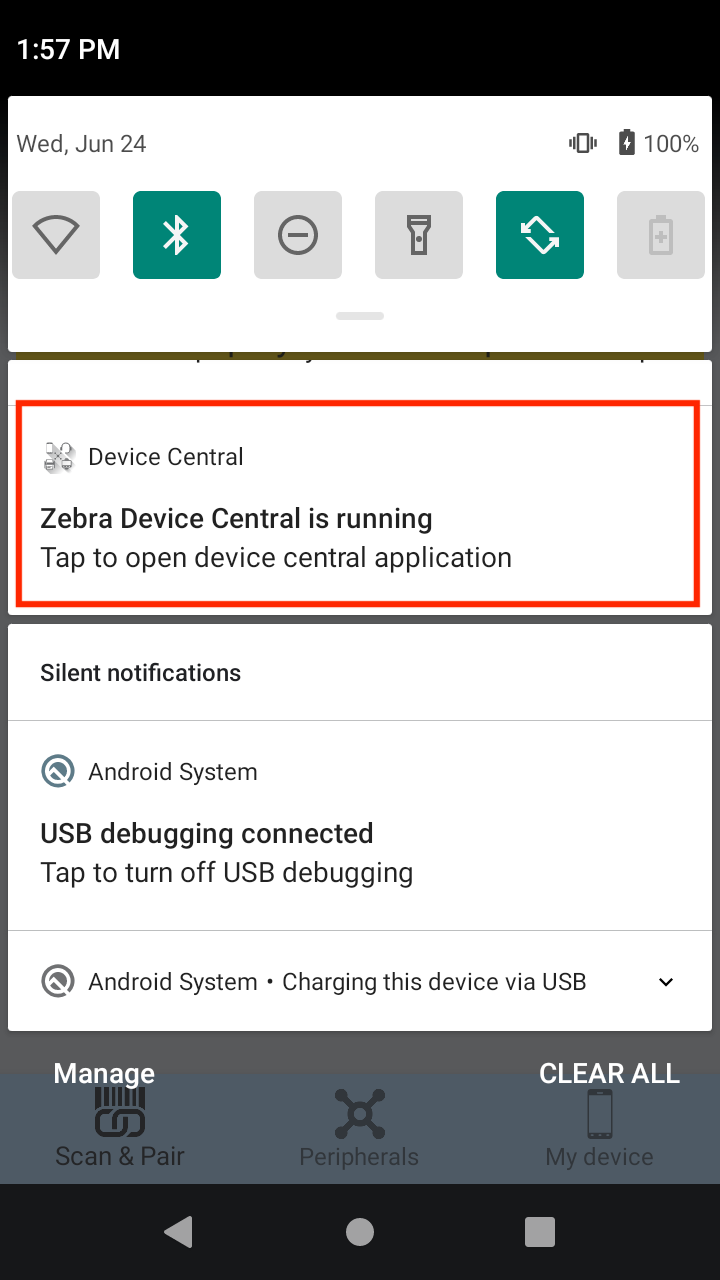 1:57 PM
Wed, Jun 24
100%
Device Central
Zebra Device Central is running
Tap to open device central application
Silent notifications
Android System
USB debugging connected
Tap to turn off USB debugging
Android System • Charging this device via USB
Manage
CLEAR ALL
Scan & Pair
Peripherals
My device